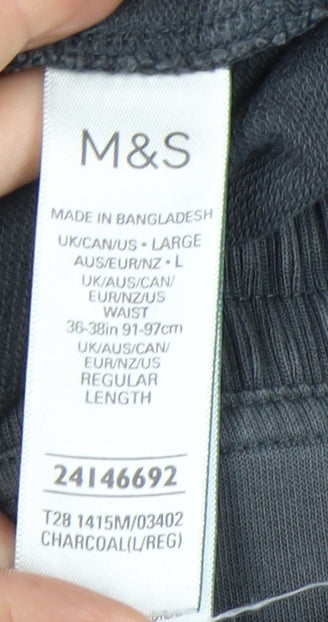 M&S
MADE IN BANGLADESH
UK/CAN/US • LARGE
AUS/EUR/NZ • L
UK/AUS/CAN/
EUR/NZ/US
WAIST
36-38in 91-97cm
UK/AUS/CAN/
EUR/NZ/US
REGULAR
LENGTH
24146692
T28 1415M/03402
CHARCOAL(L/REG)